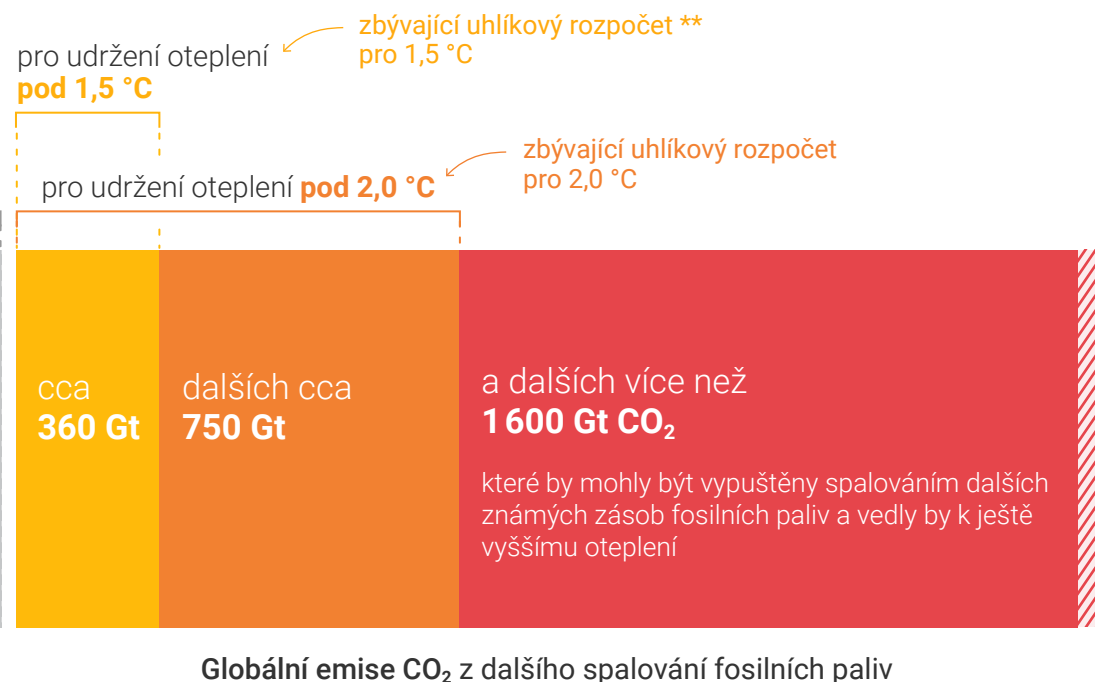 zbývající uhlíkový rozpočet **
pro 1,5 °C
pro udržení oteplení
pod 1,5 °C
zbývající uhlíkový rozpočet
pro 2,0 °C
pro udržení oteplení pod 2,0 °C
cca
360 Gt
dalších cca
750 Gt
a dalších více než
1 600 Gt CO₂
které by mohly být vypuštěny spalováním dalších
známých zásob fosilních paliv a vedly by k ještě
vyššímu oteplení
Globální emise CO₂ z dalšího spalování fosilních paliv